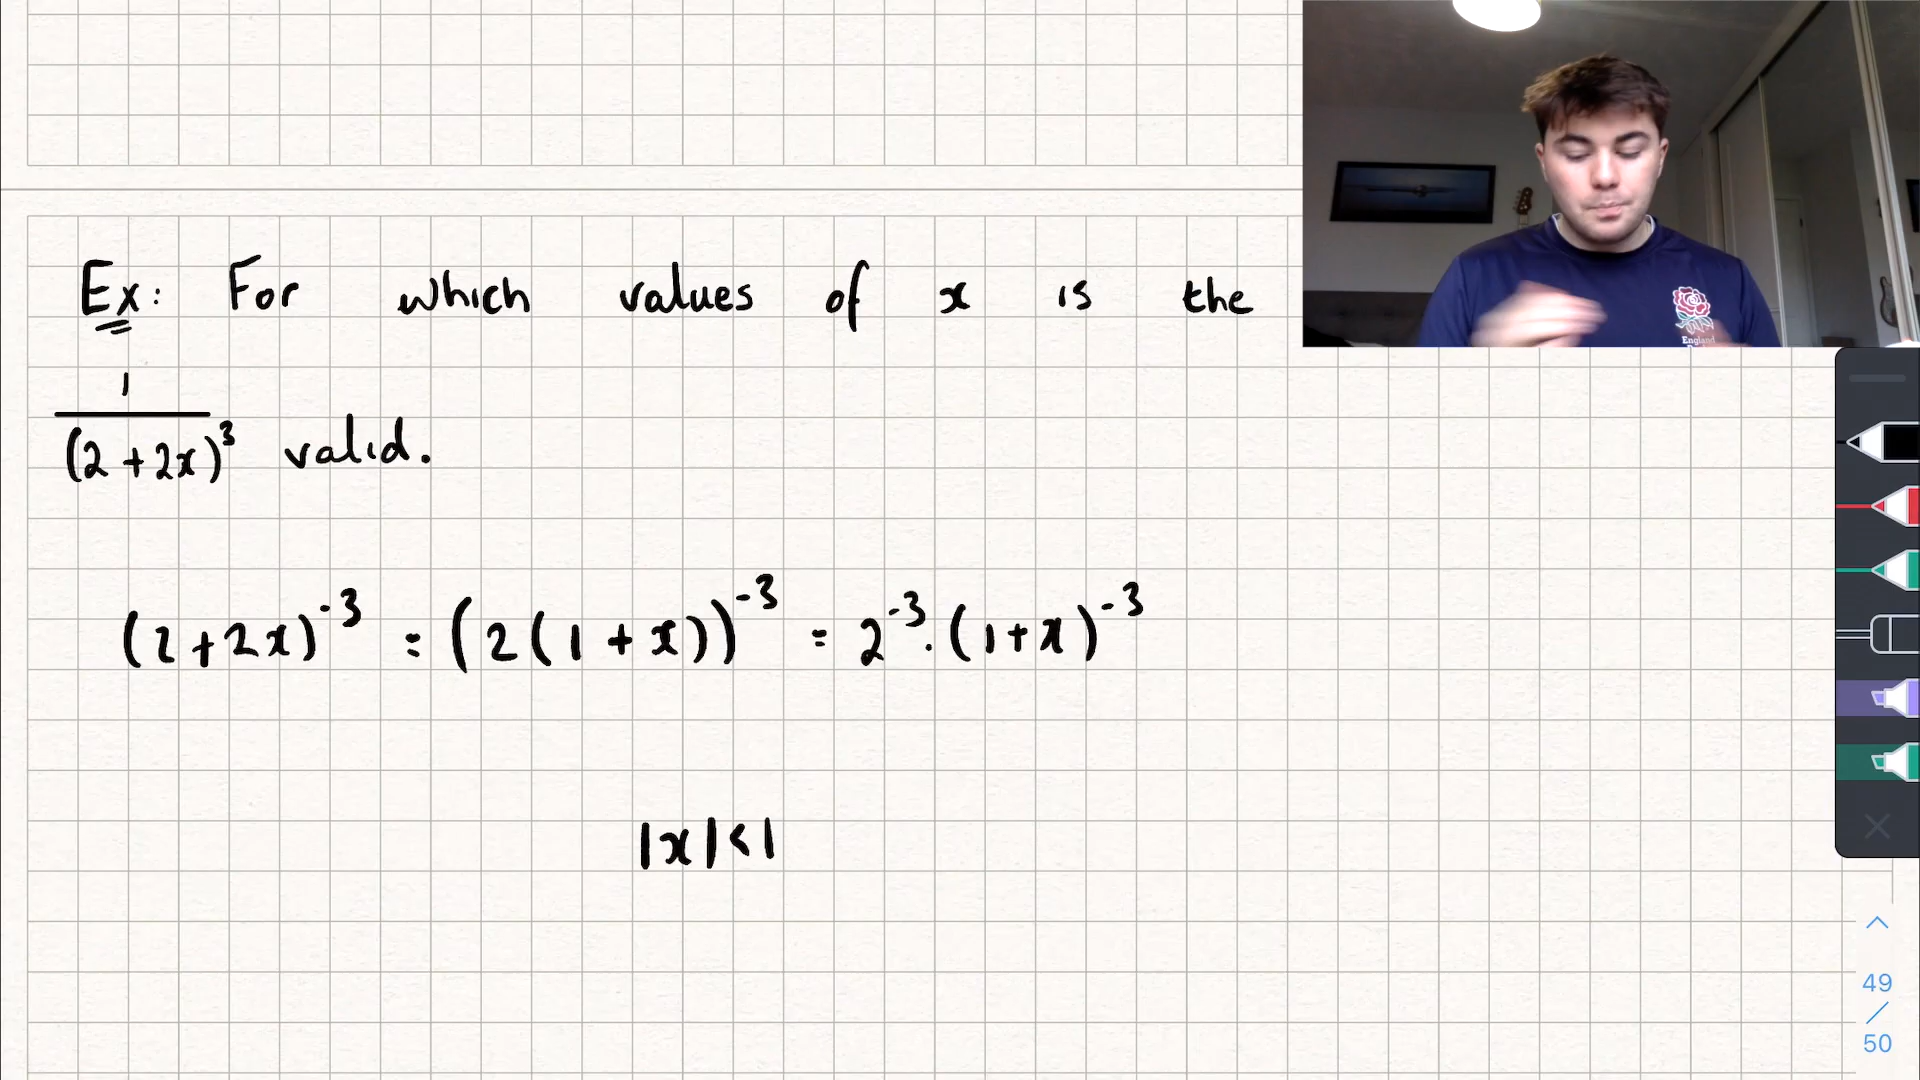 Ex: For which values of x is the
1
(2+2x)³ valid.
(2+2x)⁻³ = (2(1+x))⁻³ = 2⁻³.(1+x)⁻³
|x|<1
England
49
/
50